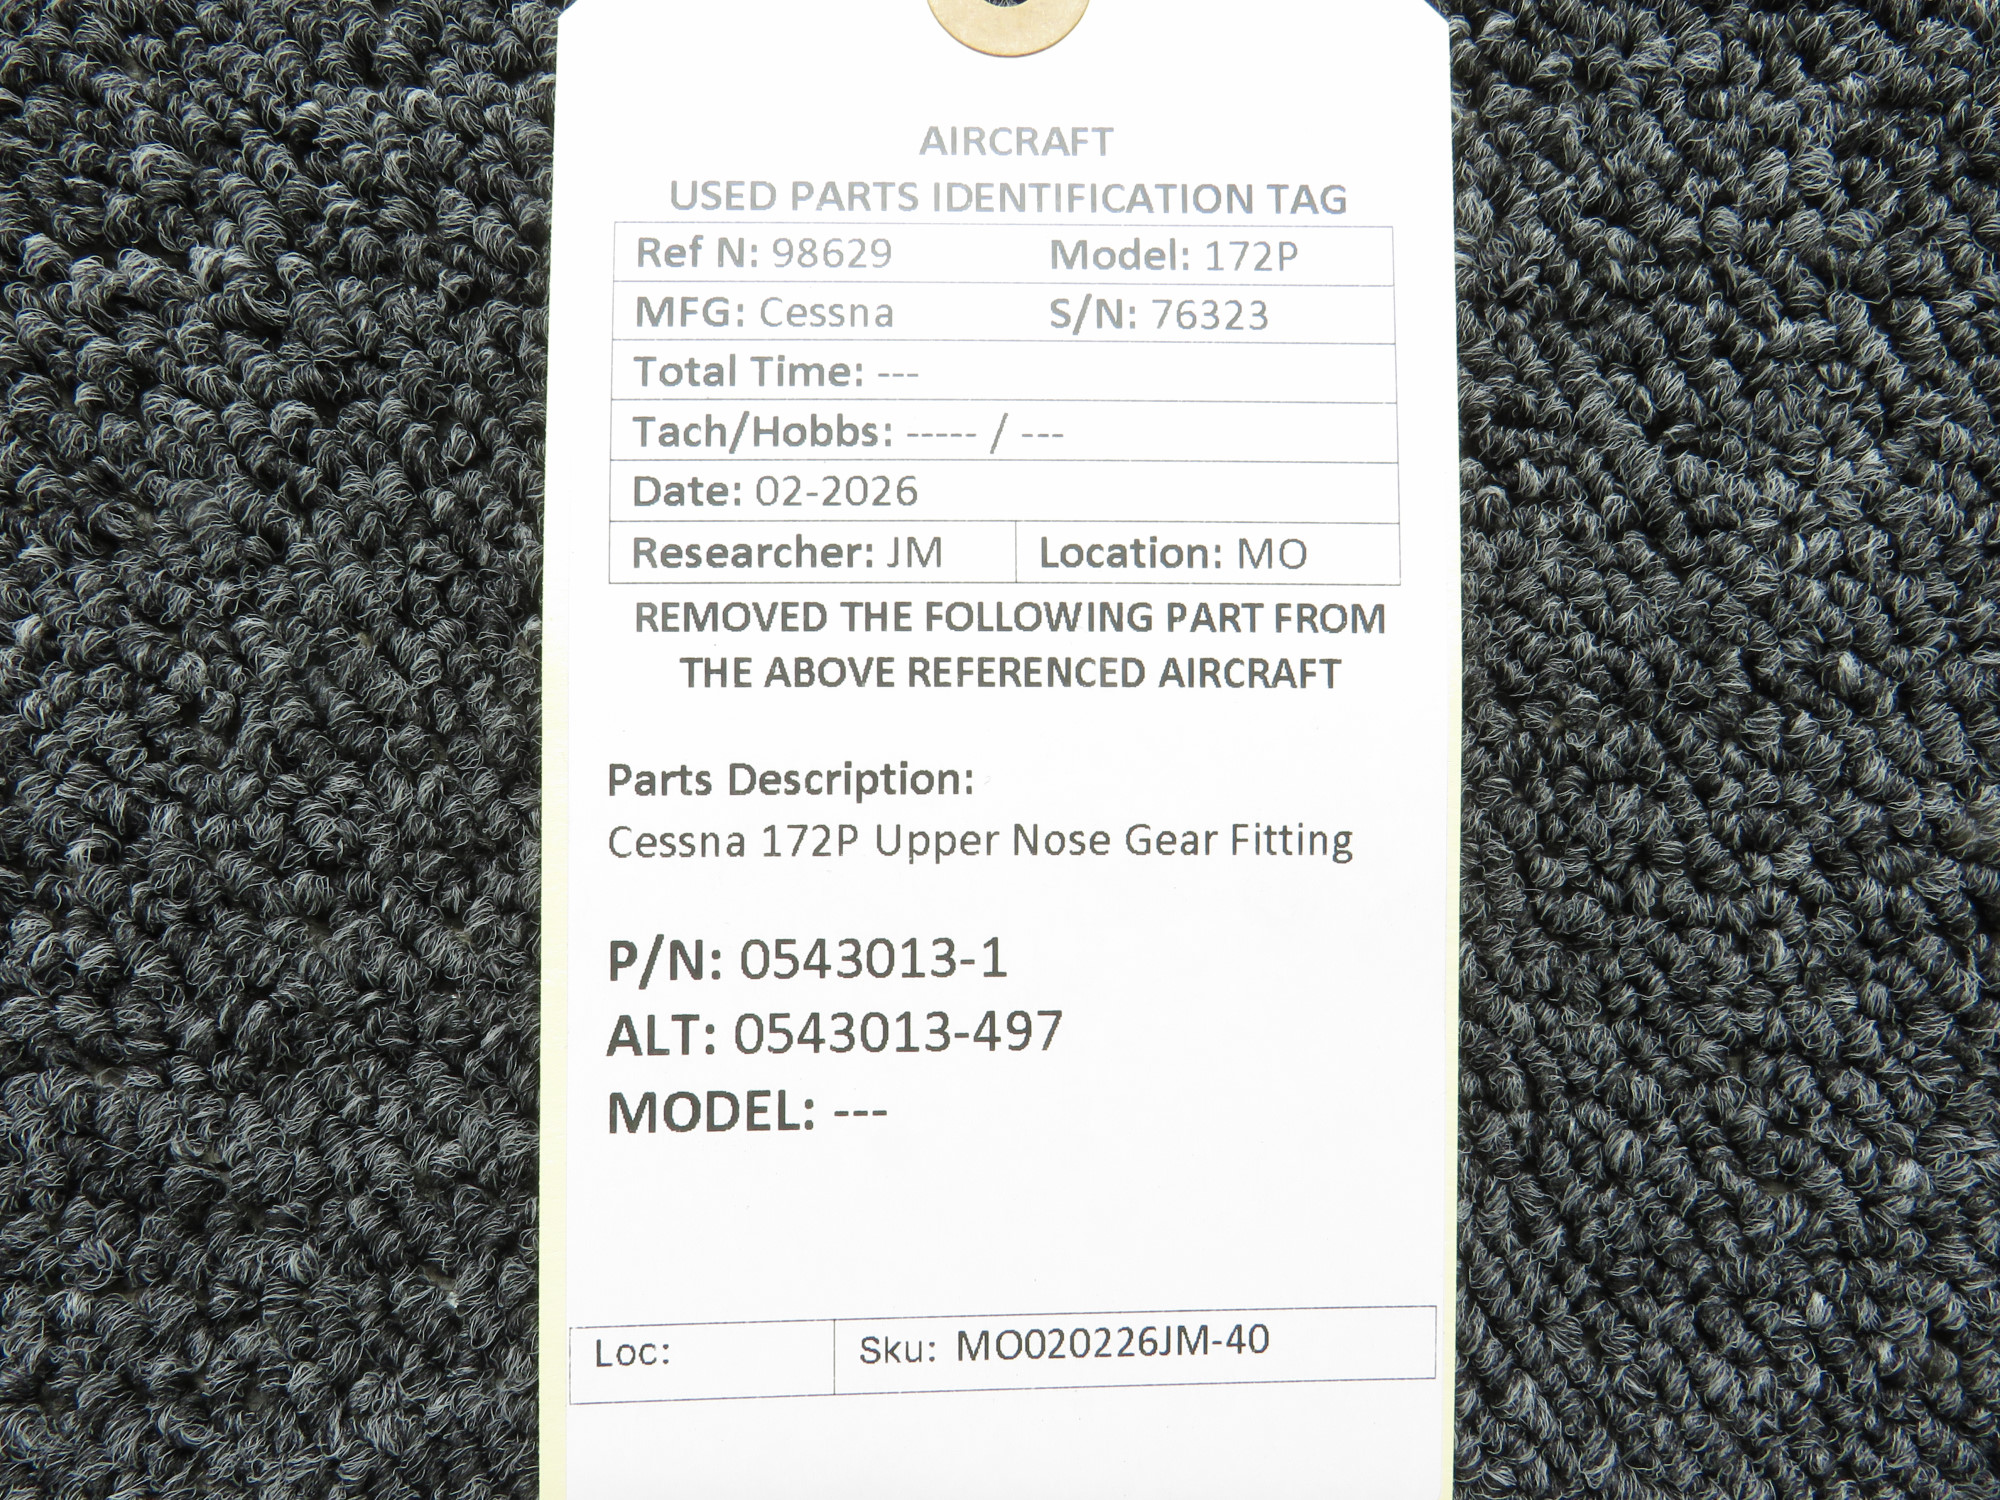 AIRCRAFT
USED PARTS IDENTIFICATION TAG
Ref N: 98629 Model: 172P
MFG: Cessna S/N: 76323
Total Time: ---
Tach/Hobbs: ----- / ---
Date: 02-2026
Researcher: JM Location: MO
REMOVED THE FOLLOWING PART FROM
THE ABOVE REFERENCED AIRCRAFT
Parts Description:
Cessna 172P Upper Nose Gear Fitting
P/N: 0543013-1
ALT: 0543013-497
MODEL: ---
Loc: Sku: MO020226JM-40